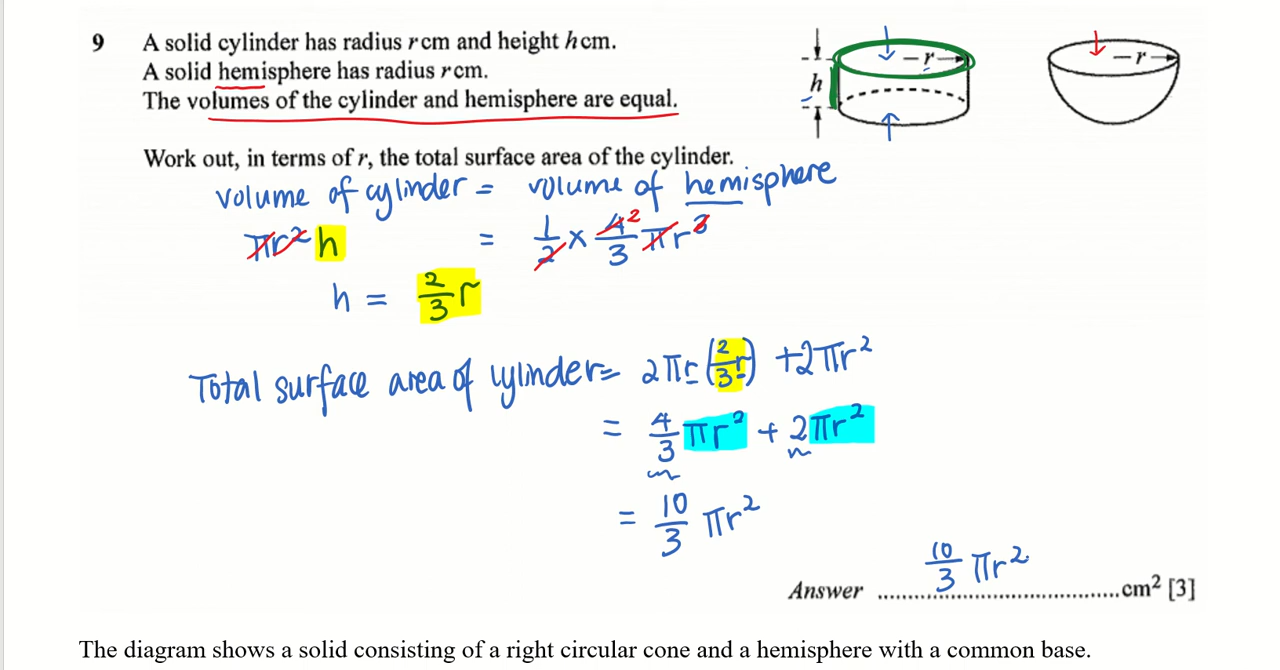 9 A solid cylinder has radius r cm and height h cm.
A solid hemisphere has radius r cm.
The volumes of the cylinder and hemisphere are equal.
h
r
r
Work out, in terms of r, the total surface area of the cylinder.
volume of cylinder = volume of hemisphere
πr² h = 1/2 × 4/3 πr³
2
2
h = 2/3 r
Total surface area of cylinder = 2πr (2/3 r) + 2πr²
= 4/3 πr² + 2πr²
= 10/3 πr²
10/3 πr²
Answer ........................................ cm² [3]
The diagram shows a solid consisting of a right circular cone and a hemisphere with a common base.